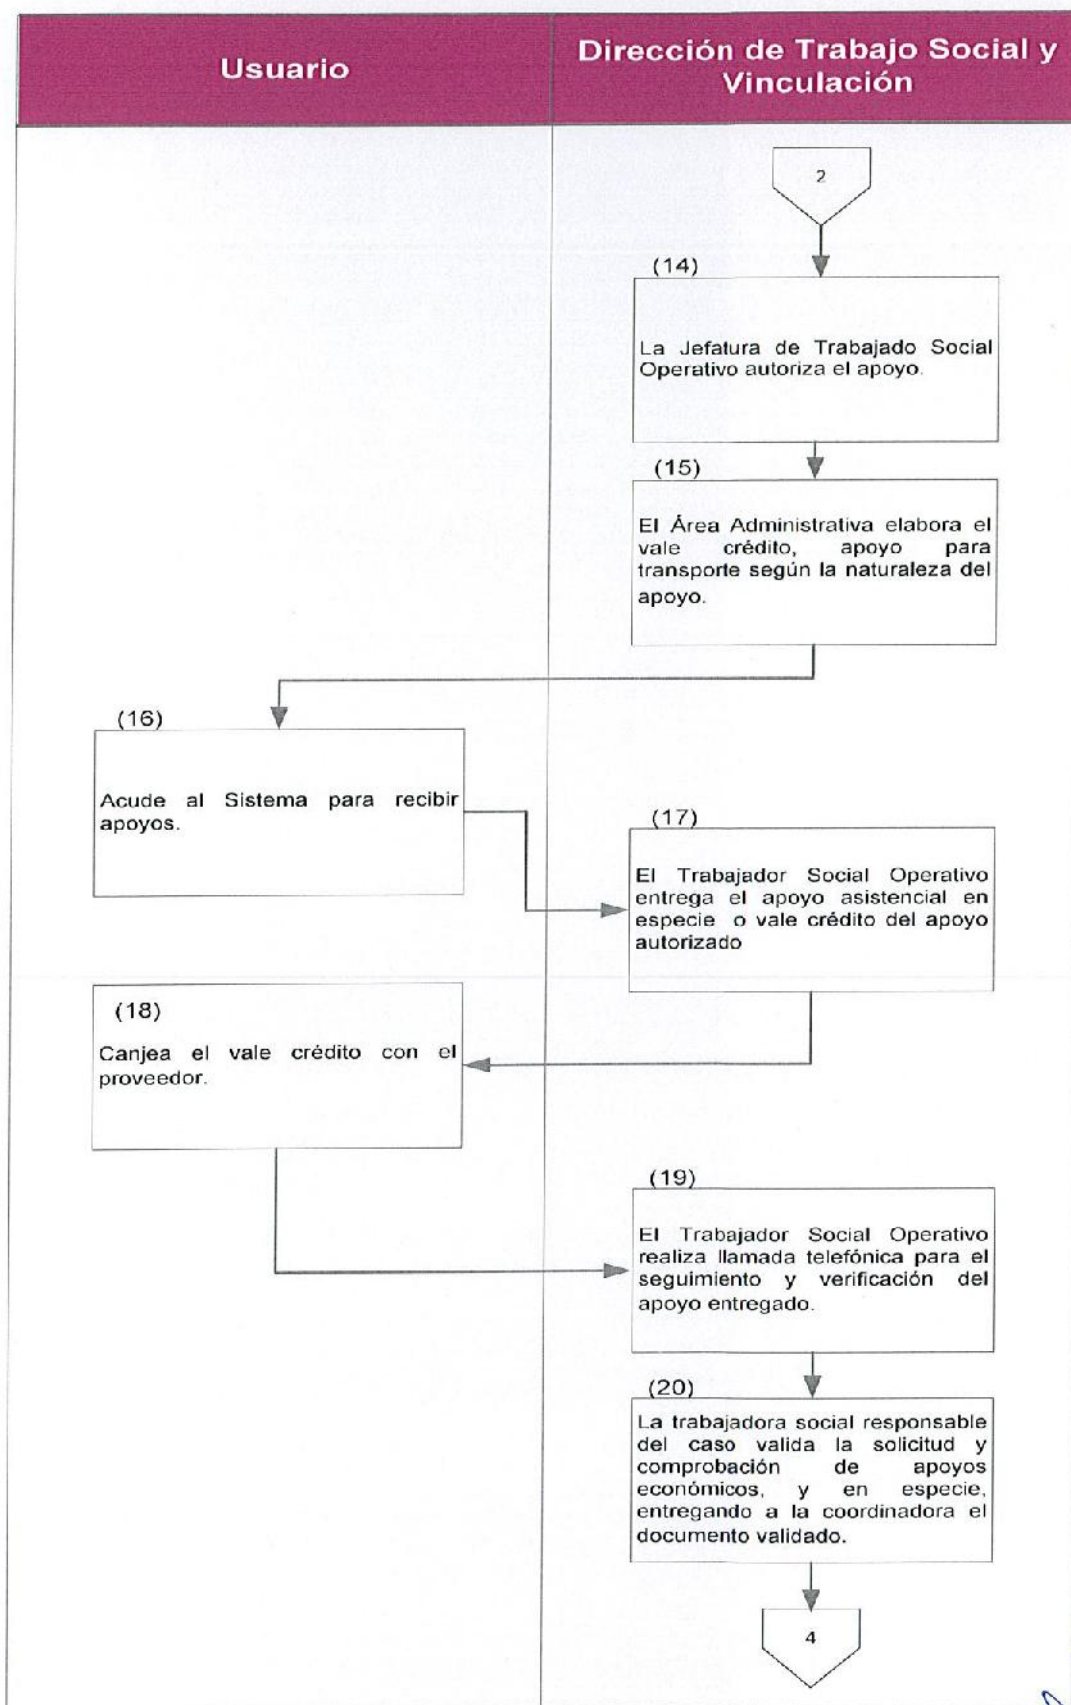 Usuario
Dirección de Trabajo Social y
Vinculación
2
(14)
La Jefatura de Trabajado Social
Operativo autoriza el apoyo.
(15)
El Área Administrativa elabora el
vale crédito, apoyo para
transporte según la naturaleza del
apoyo.
(16)
Acude al Sistema para recibir
apoyos.
(17)
El Trabajador Social Operativo
entrega el apoyo asistencial en
especie o vale crédito del apoyo
autorizado
(18)
Canjea el vale crédito con el
proveedor.
(19)
El Trabajador Social Operativo
realiza llamada telefónica para el
seguimiento y verificación del
apoyo entregado.
(20)
La trabajadora social responsable
del caso valida la solicitud y
comprobación de apoyos
económicos, y en especie,
entregando a la coordinadora el
documento validado.
4